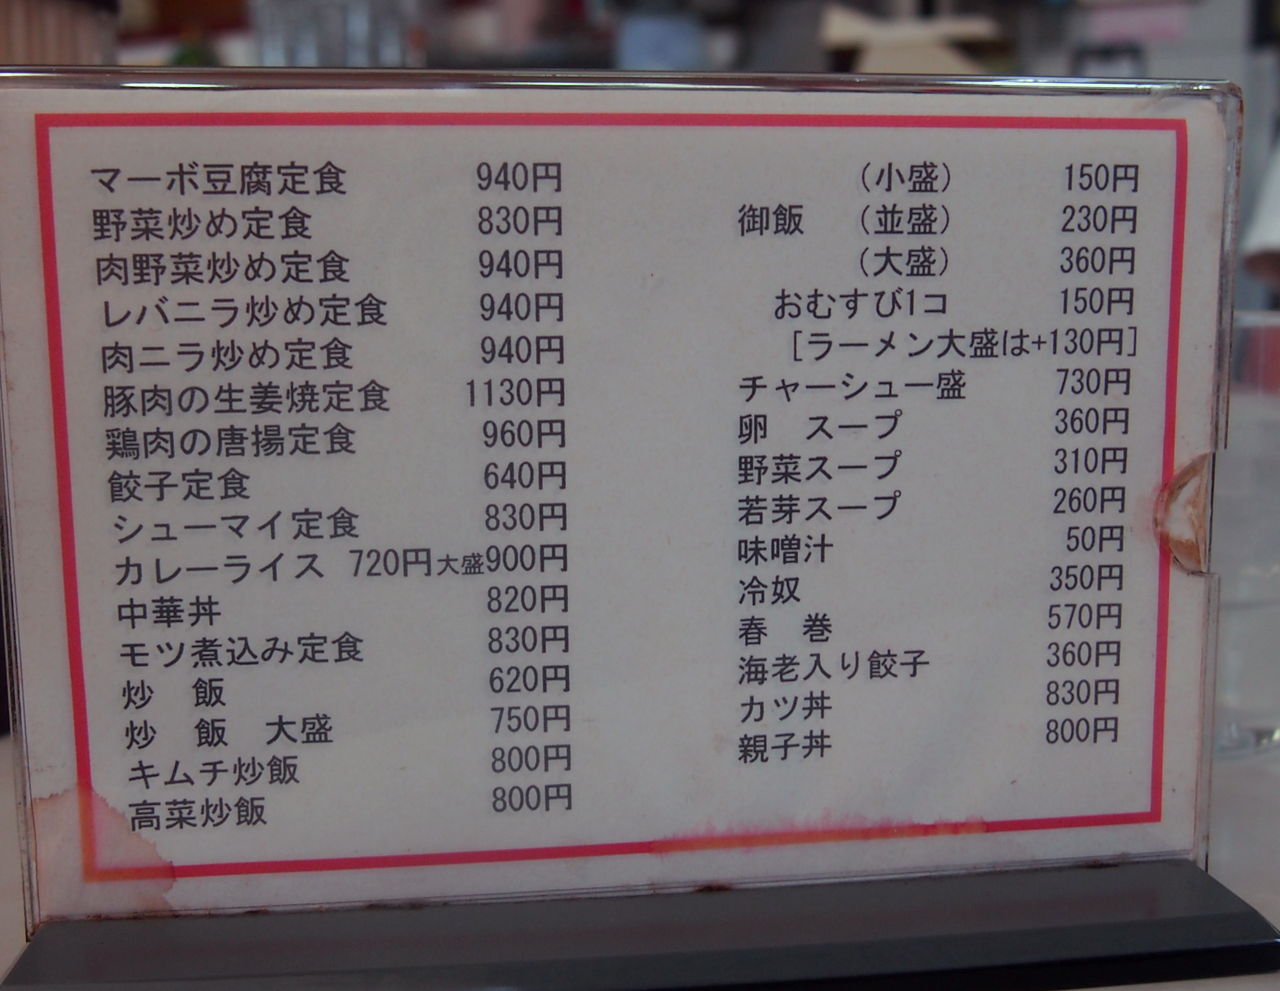 マーボ豆腐定食 940円
野菜炒め定食 830円
肉野菜炒め定食 940円
レバニラ炒め定食 940円
肉ニラ炒め定食 940円
豚肉の生姜焼定食 1130円
鶏肉の唐揚定食 960円
餃子定食 640円
シューマイ定食 830円
カレーライス 720円大盛900円
中華丼 820円
モツ煮込み定食 830円
炒　飯 620円
炒　飯　大盛 750円
キムチ炒飯 800円
高菜炒飯 800円
（小盛） 150円
御飯 （並盛） 230円
（大盛） 360円
おむすび1コ 150円
［ラーメン大盛は+130円］
チャーシュー盛 730円
卵　スープ 360円
野菜スープ 310円
若芽スープ 260円
味噌汁 50円
冷奴 350円
春　巻 570円
海老入り餃子 360円
カツ丼 830円
親子丼 800円